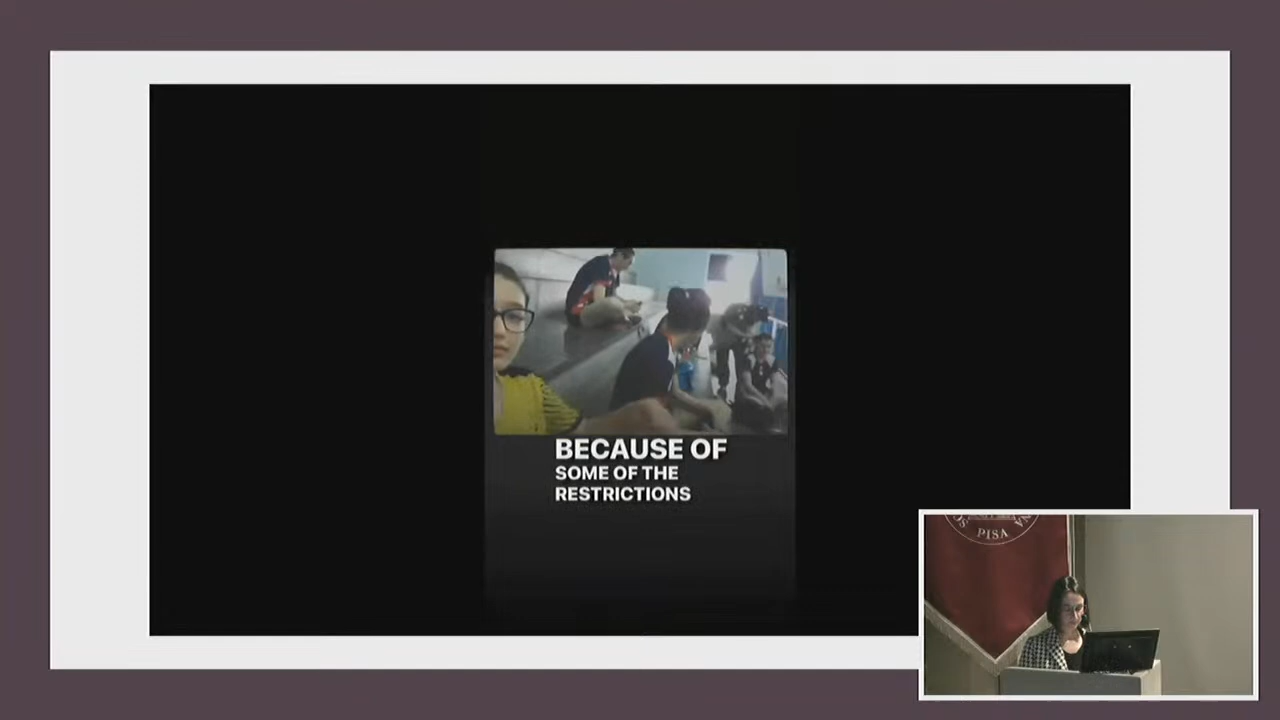 BECAUSE OF
SOME OF THE
RESTRICTIONS
PISA